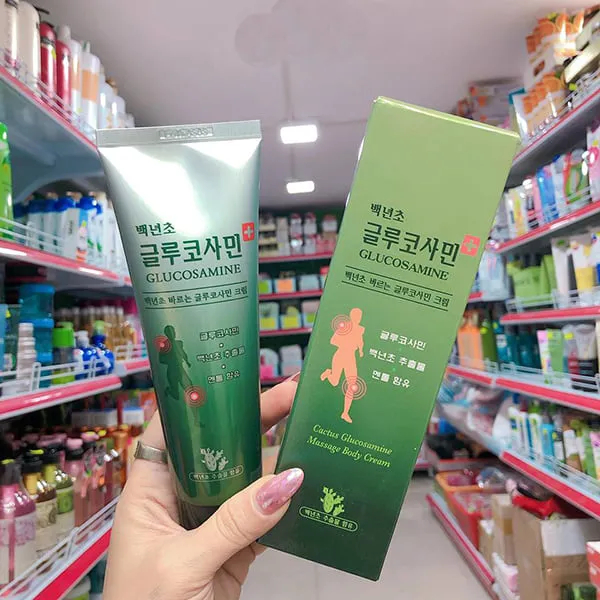 백년초
글루코사민
GLUCOSAMINE
백년초 바르는 글루코사민 크림
글루코사민
+
백년초 추출물
+
멘톨 함유
백년초 추출물 함유
백년초
글루코사민
GLUCOSAMINE
백년초 바르는 글루코사민 크림
글루코사민
+
백년초 추출물
+
멘톨 함유
Cactus Glucosamine
Massage Body Cream
백년초 추출물 함유